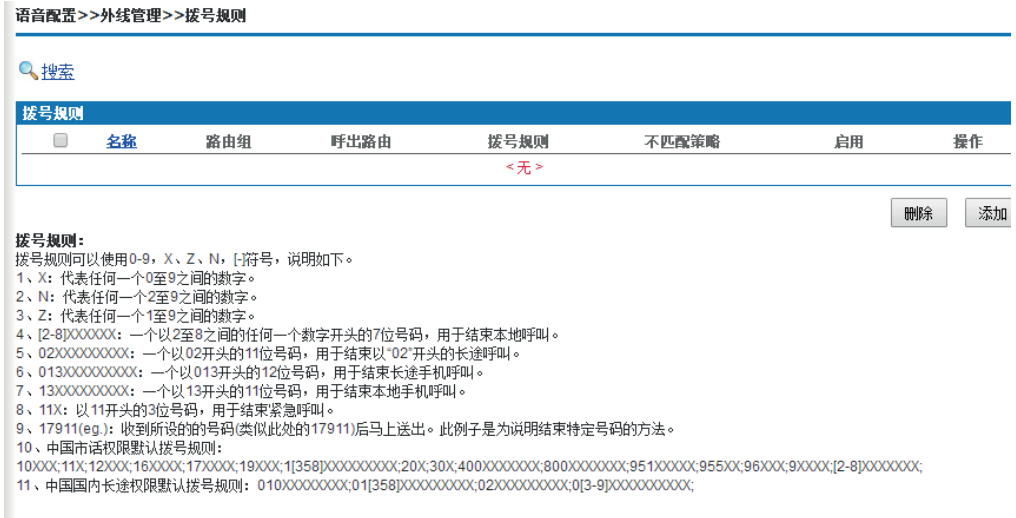 语音配置>>外线管理>>拨号规则
搜索
拨号规则
名称 路由组 呼出路由 拨号规则 不匹配策略 启用 操作
<无>
删除 添加
拨号规则：
拨号规则可以使用0-9，X、Z、N，[-]符号，说明如下。
1、X：代表任何一个0至9之间的数字。
2、N：代表任何一个2至9之间的数字。
3、Z：代表任何一个1至9之间的数字。
4、[2-8]XXXXXX：一个以2至8之间的任何一个数字开头的7位号码，用于结束本地呼叫。
5、02XXXXXXXXX：一个以02开头的11位号码，用于结束以“02”开头的长途呼叫。
6、013XXXXXXXXX：一个以013开头的12位号码，用于结束长途手机呼叫。
7、13XXXXXXXXX：一个以13开头的11位号码，用于结束本地手机呼叫。
8、11X：以11开头的3位号码，用于结束紧急呼叫。
9、17911(eg.)：收到所设的的号码(类似此处的17911)后马上送出。此例子是为说明结束特定号码的方法。
10、中国市话权限默认拨号规则：
10XXX;11X;12XXX;16XXXX;17XXXX;19XXX;1[358]XXXXXXXXX;20X;30X;400XXXXXXX;800XXXXXXX;951XXXXX;955XX;96XXX;9XXXX;[2-8]XXXXXXX;
11、中国国内长途权限默认拨号规则：010XXXXXXXX;01[358]XXXXXXXXX;02XXXXXXXXX;0[3-9]XXXXXXXXXX;